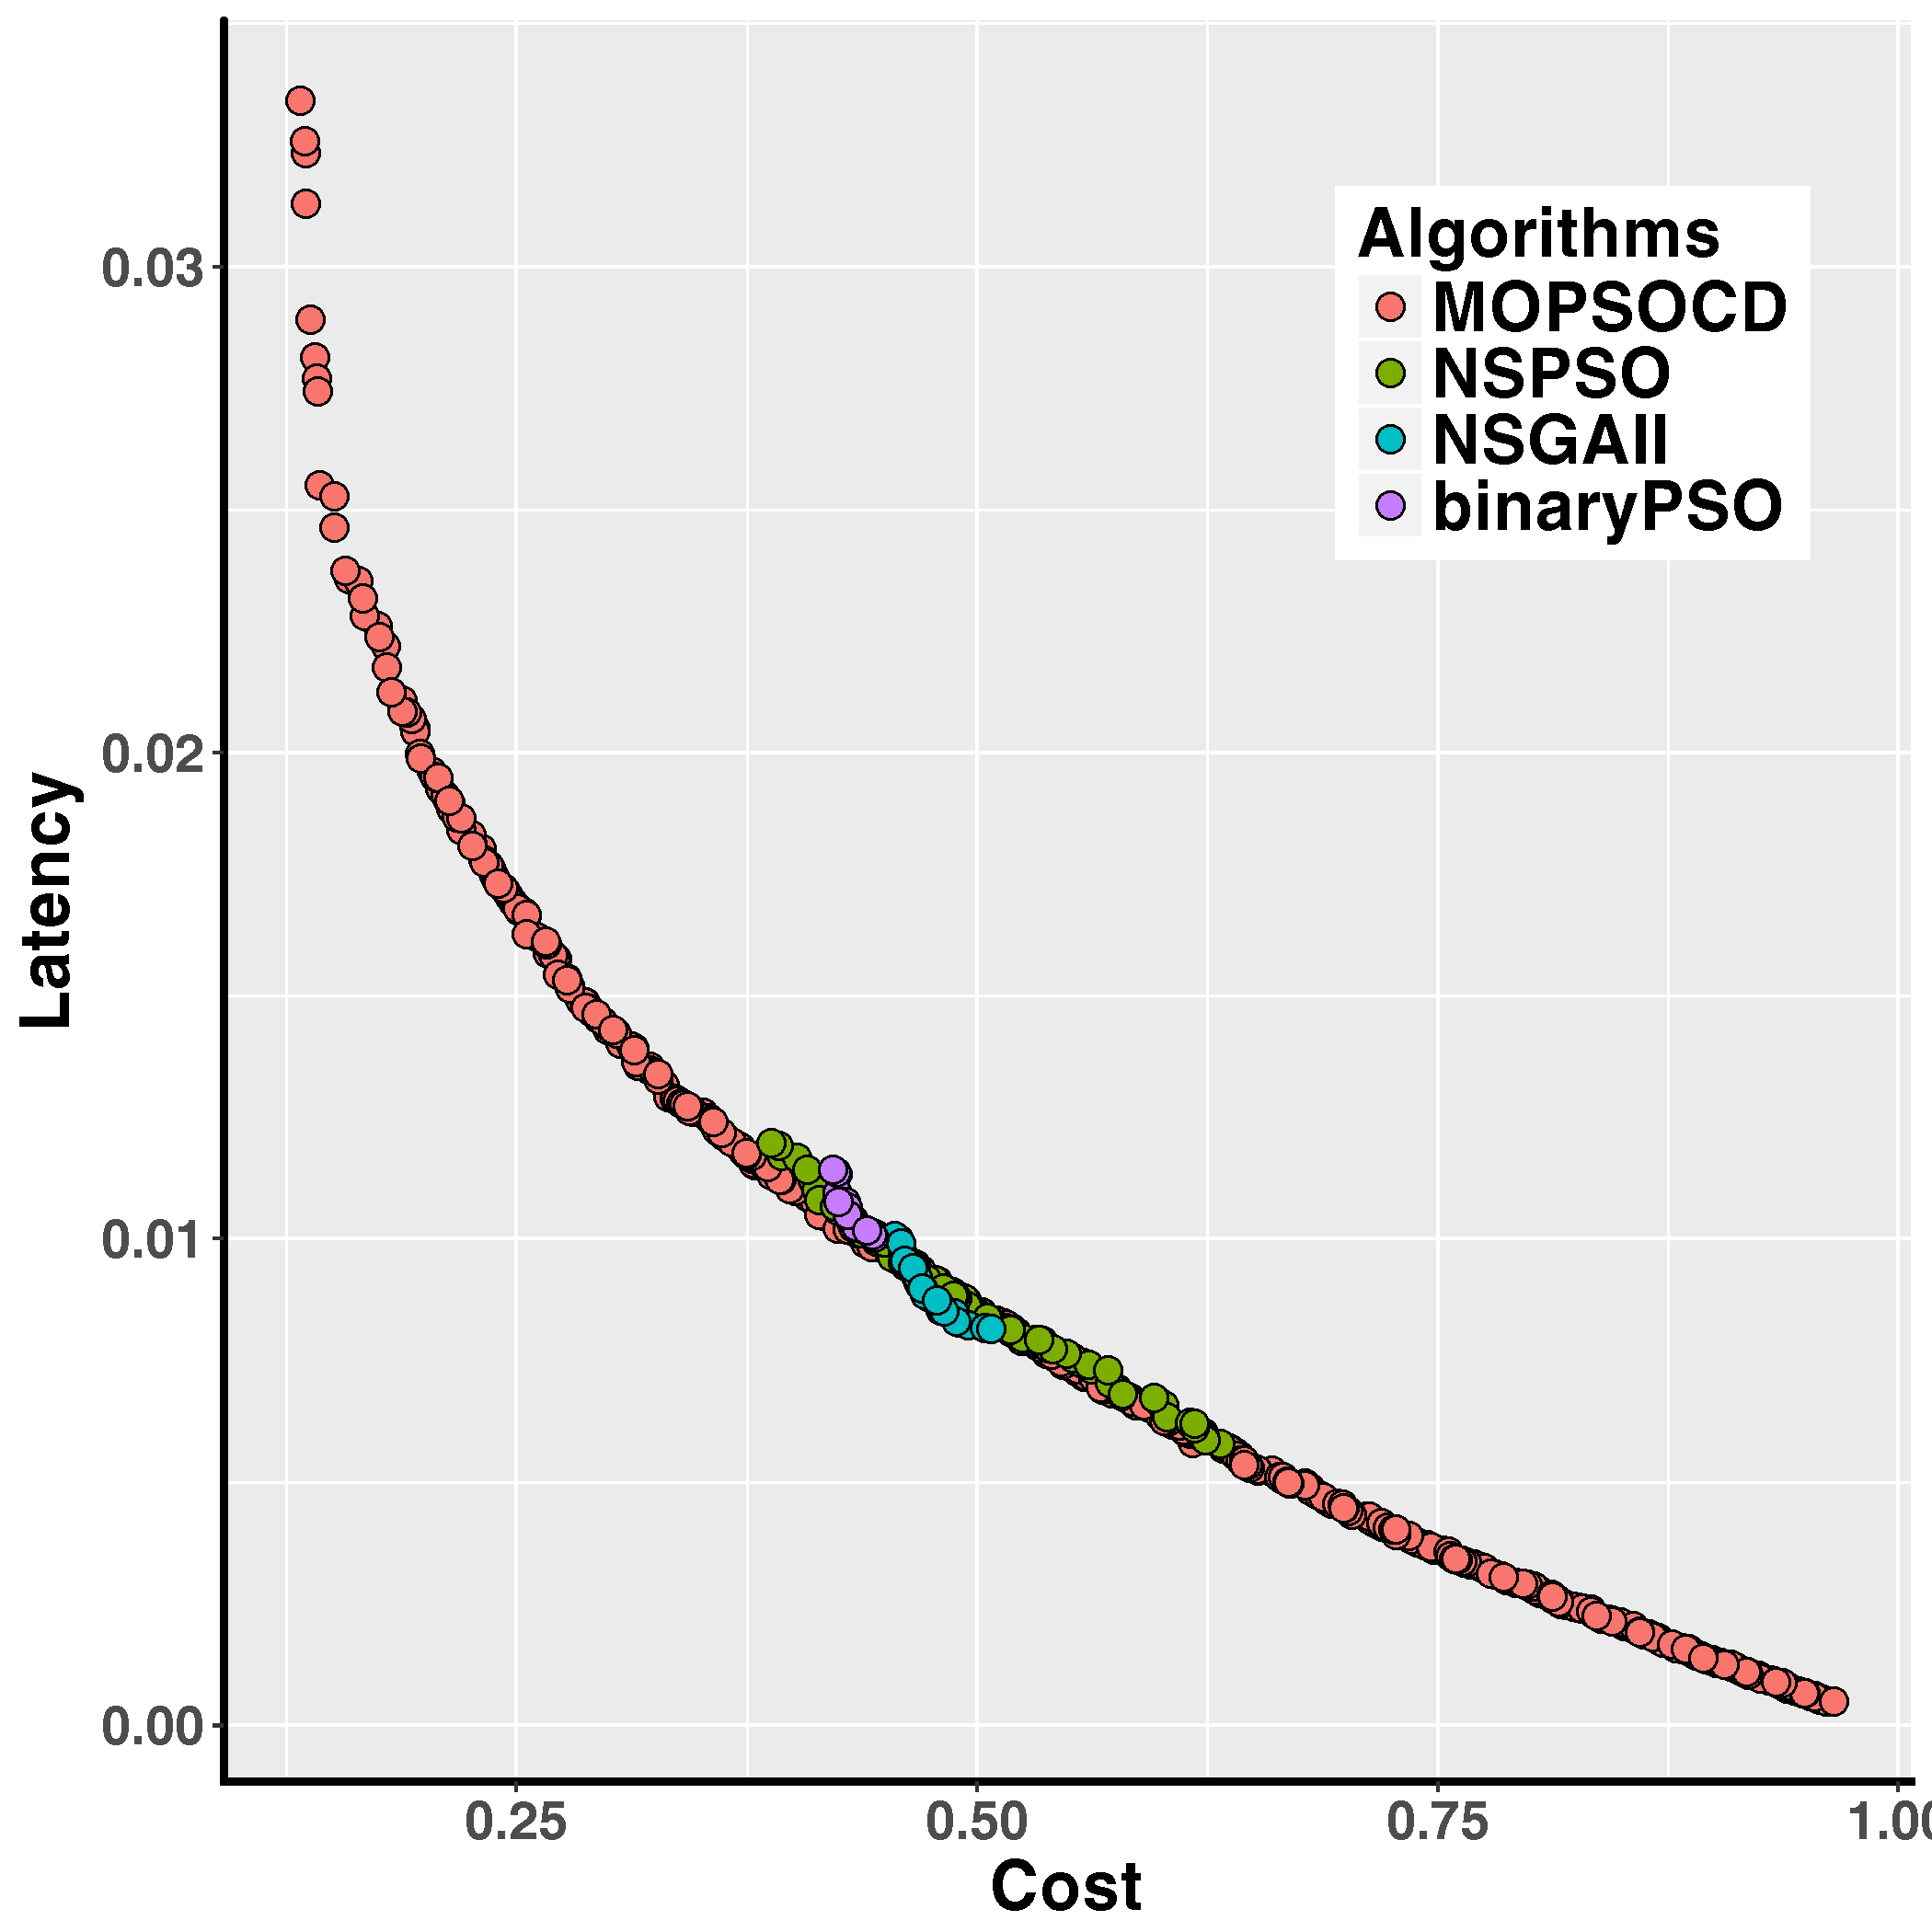 Algorithms
MOPSOCD
NSPSO
NSGAII
binaryPSO
Latency
0.03
0.02
0.01
0.00
0.25
0.50
0.75
1.00
Cost